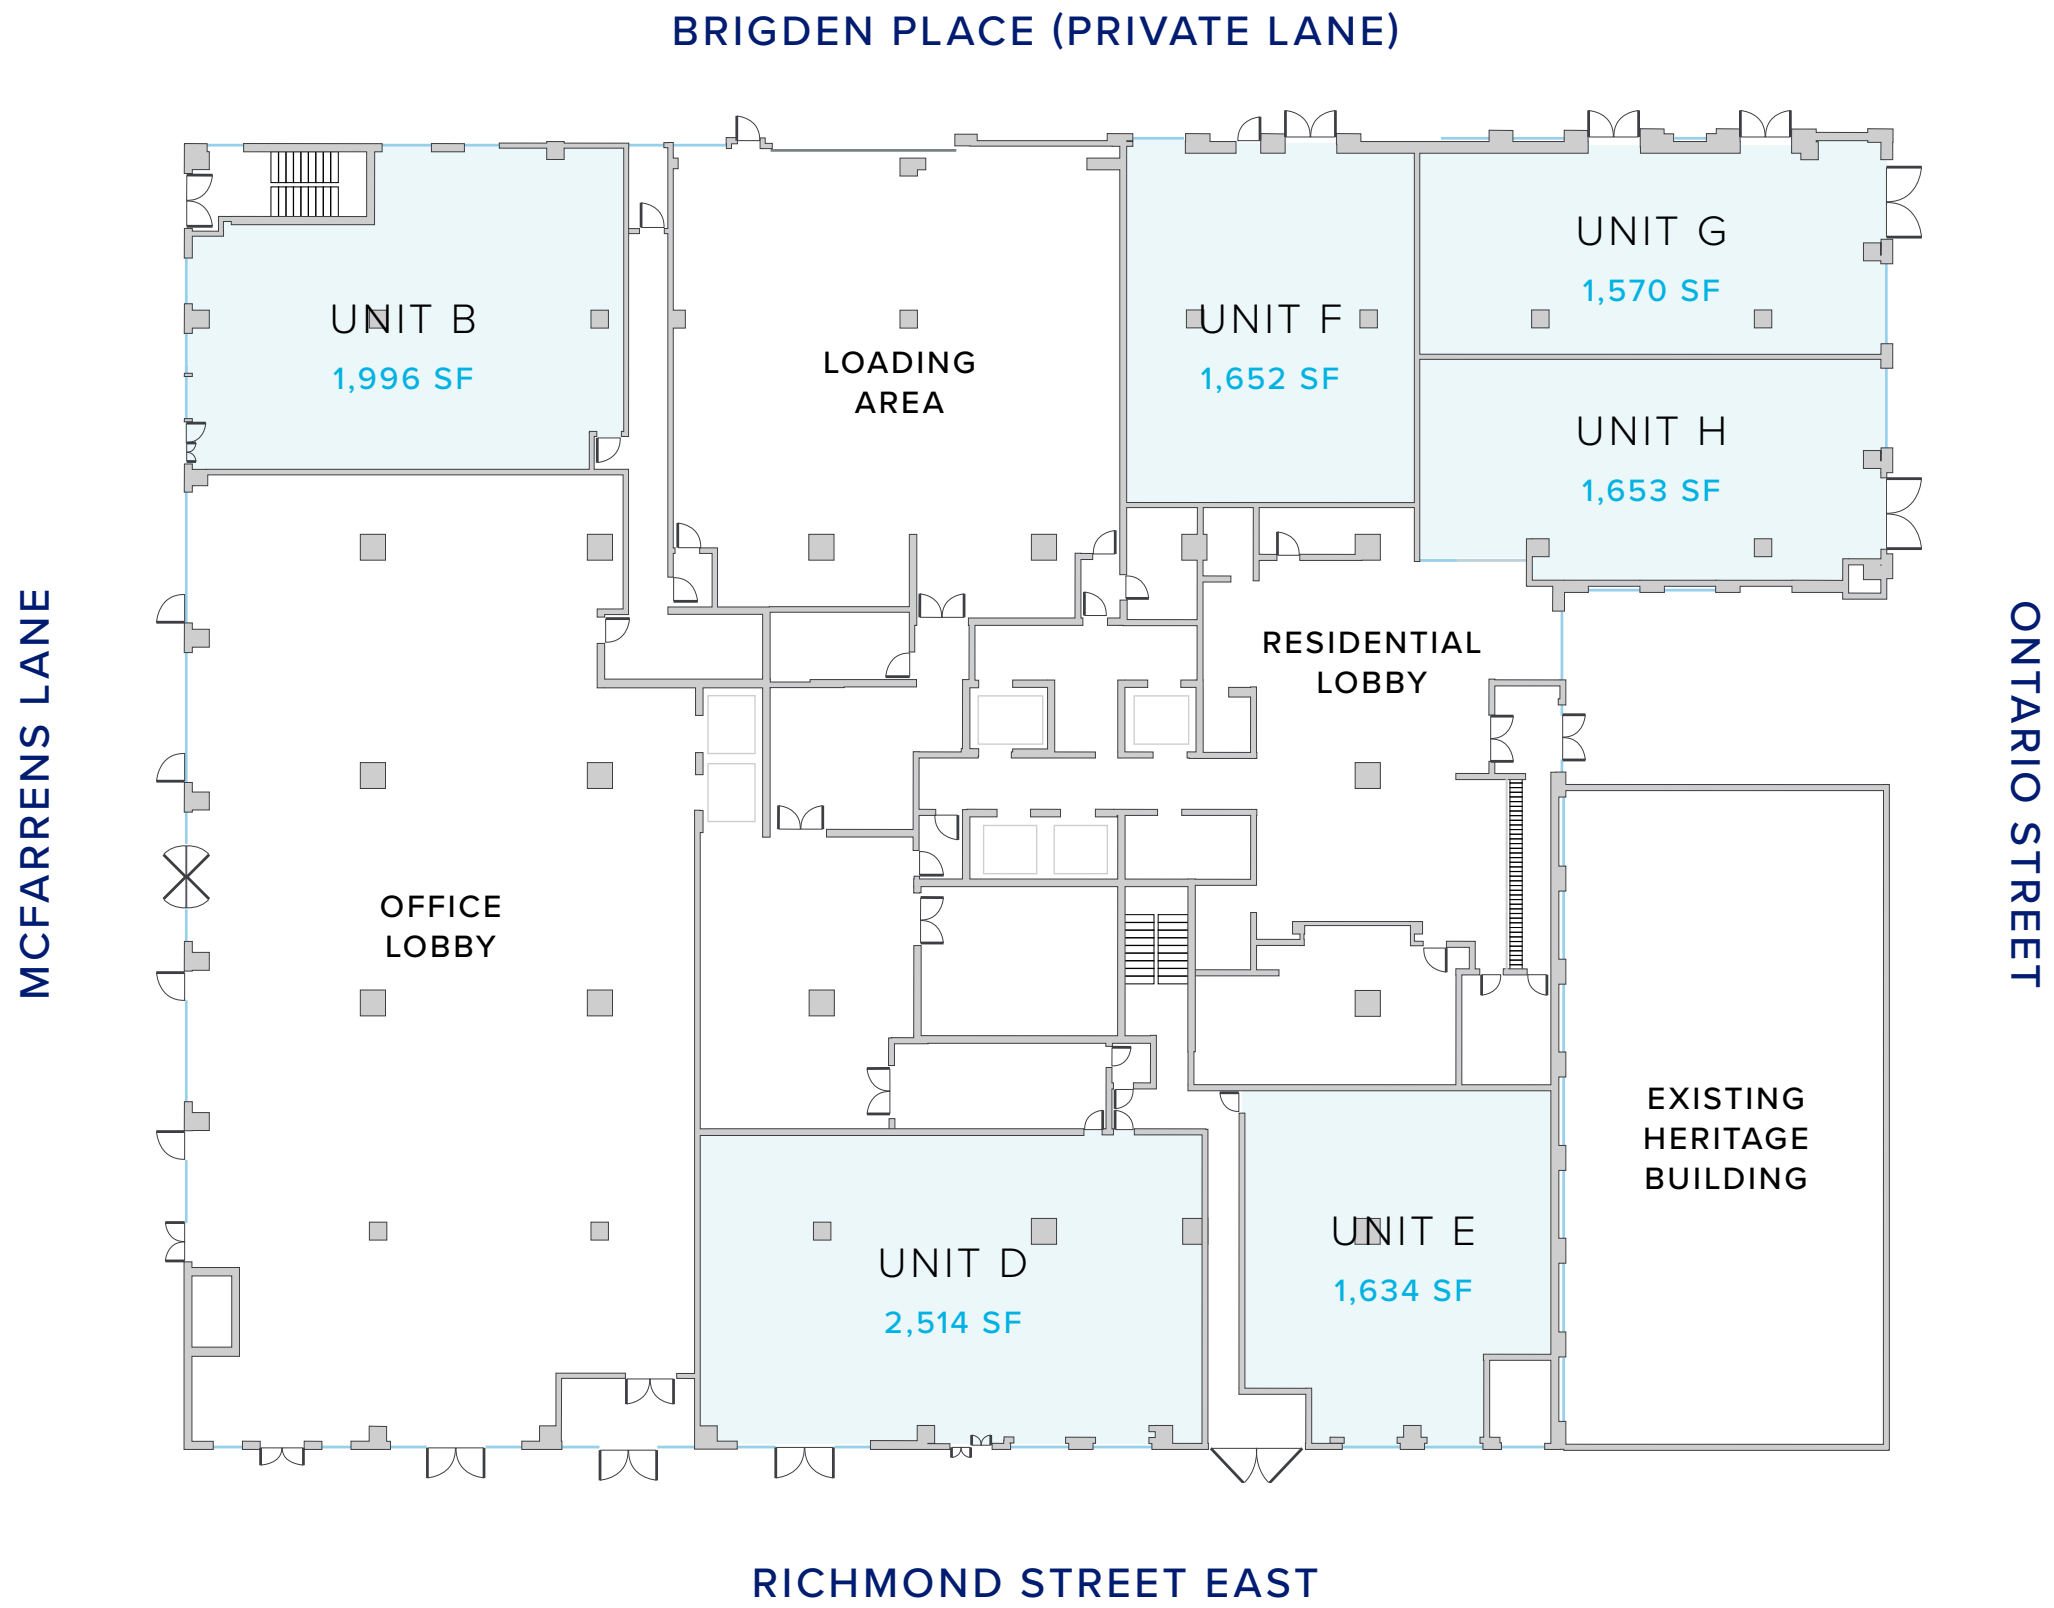 BRIGDEN PLACE (PRIVATE LANE)
UNIT G
1,570 SF
UNIT B
1,996 SF
LOADING
AREA
UNIT F
1,652 SF
UNIT H
1,653 SF
MCFARRENS LANE
RESIDENTIAL
LOBBY
ONTARIO STREET
OFFICE
LOBBY
EXISTING
HERITAGE
BUILDING
UNIT D
2,514 SF
UNIT E
1,634 SF
RICHMOND STREET EAST